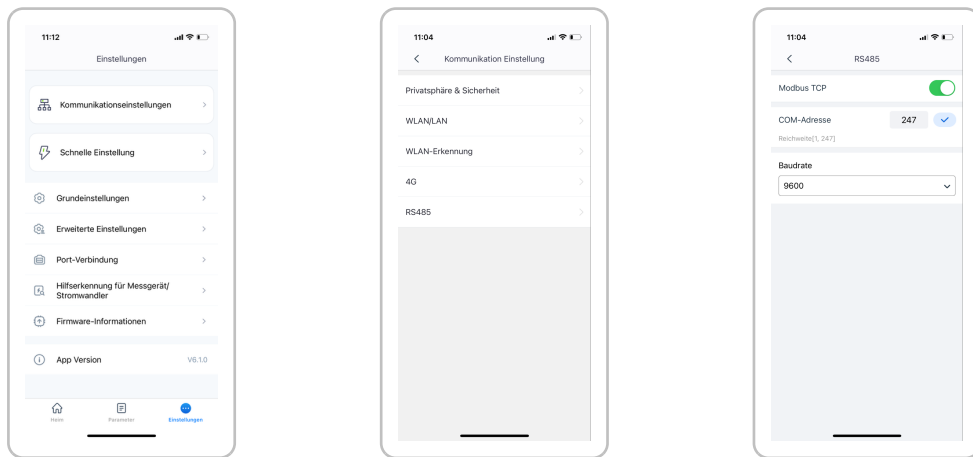 11:12
Einstellungen
Kommunikationseinstellungen
Schnelle Einstellung
Grundeinstellungen
Erweiterte Einstellungen
Port-Verbindung
Hilfserkennung für Messgerät/
Stromwandler
Firmware-Informationen
App Version V6.1.0
Heim Parameter Einstellungen
11:04
Kommunikation Einstellung
Privatsphäre & Sicherheit
WLAN/LAN
WLAN-Erkennung
4G
RS485
11:04
RS485
Modbus TCP
COM-Adresse 247
Reichweite[1, 247]
Baudrate
9600